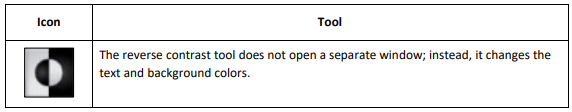 Icon Tool
The reverse contrast tool does not open a separate window; instead, it changes the
text and background colors.